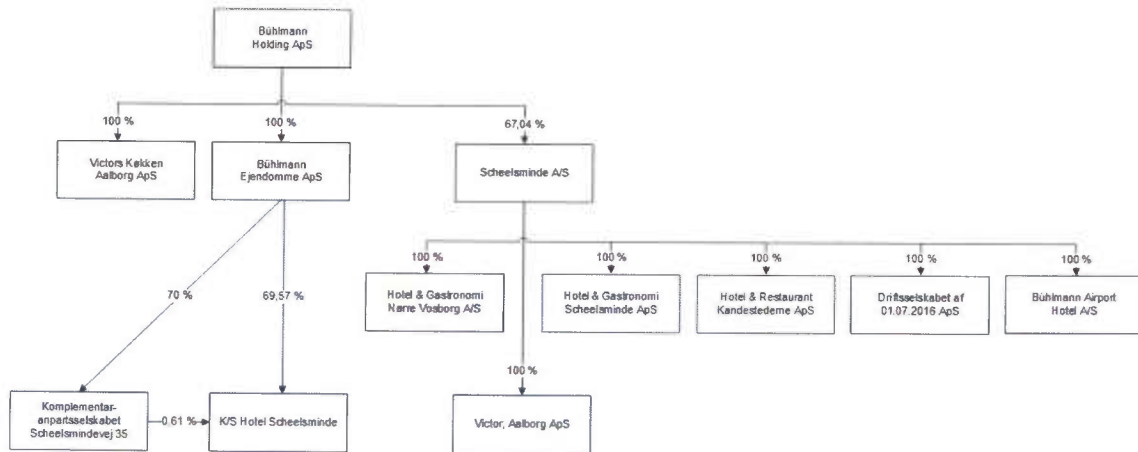 Bühlmann
Holding ApS
100 %
100 %
67,04 %
Victors Køkken
Aalborg ApS
Bühlmann
Ejendomme ApS
Scheelsminde A/S
100 %
100 %
100 %
100 %
100 %
Hotel & Gastronomi
Nørre Vosborg A/S
Hotel & Gastronomi
Scheelsminde ApS
Hotel & Restaurant
Kandestederne ApS
Driftsselskabet af
01.07.2016 ApS
Bühlmann Airport
Hotel A/S
70 %
69,57 %
100 %
Komplementar-
anpartsselskabet
Scheelsmindevej 35
0,61 %
K/S Hotel Scheelsminde
Victor, Aalborg ApS